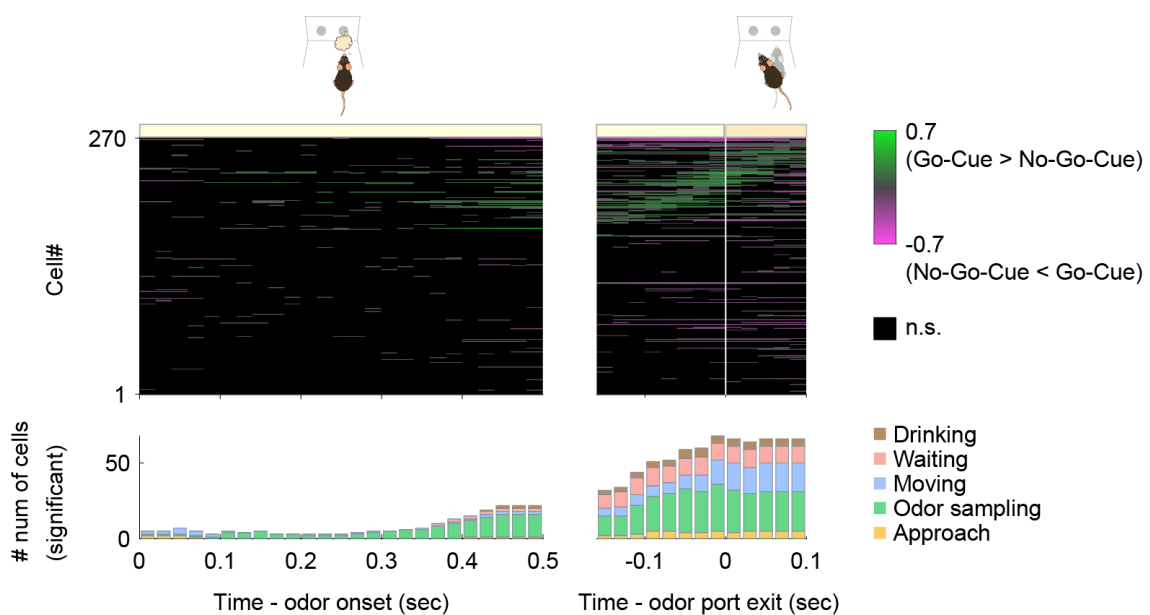 270
Cell#
1
0.7
(Go-Cue > No-Go-Cue)
-0.7
(No-Go-Cue < Go-Cue)
n.s.
# num of cells
(significant)
50
0
0 0.1 0.2 0.3 0.4 0.5
Time - odor onset (sec)
-0.1 0 0.1
Time - odor port exit (sec)
Drinking
Waiting
Moving
Odor sampling
Approach